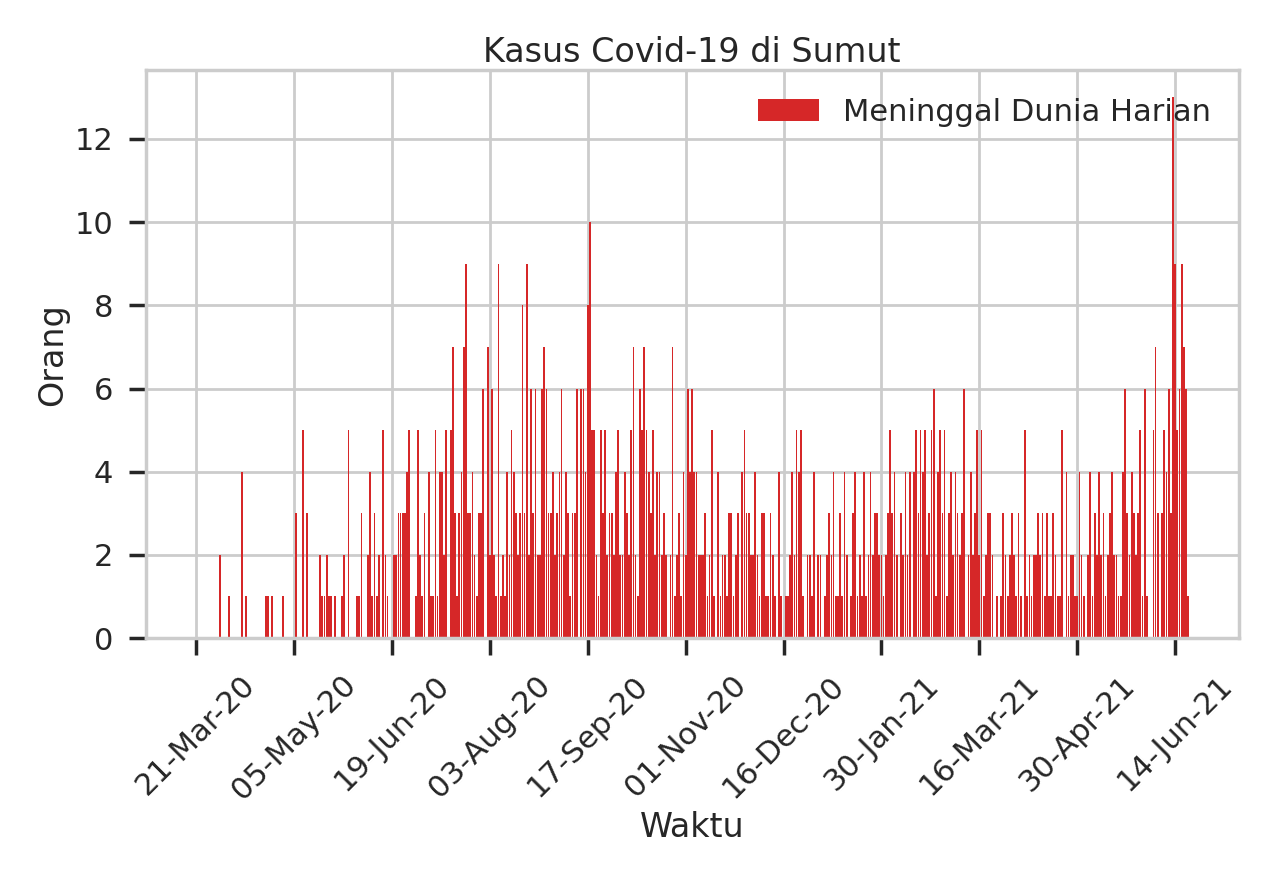 Kasus Covid-19 di Sumut
Meninggal Dunia Harian
12
10
8
6
4
2
0
Orang
21-Mar-20
05-May-20
19-Jun-20
03-Aug-20
17-Sep-20
01-Nov-20
16-Dec-20
30-Jan-21
16-Mar-21
30-Apr-21
14-Jun-21
Waktu